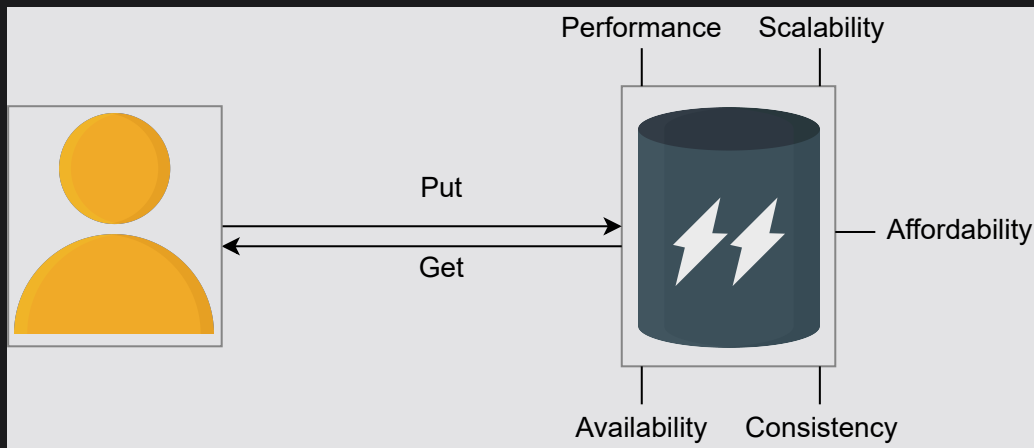 Performance
Scalability
Put
Affordability
Get
Availability
Consistency